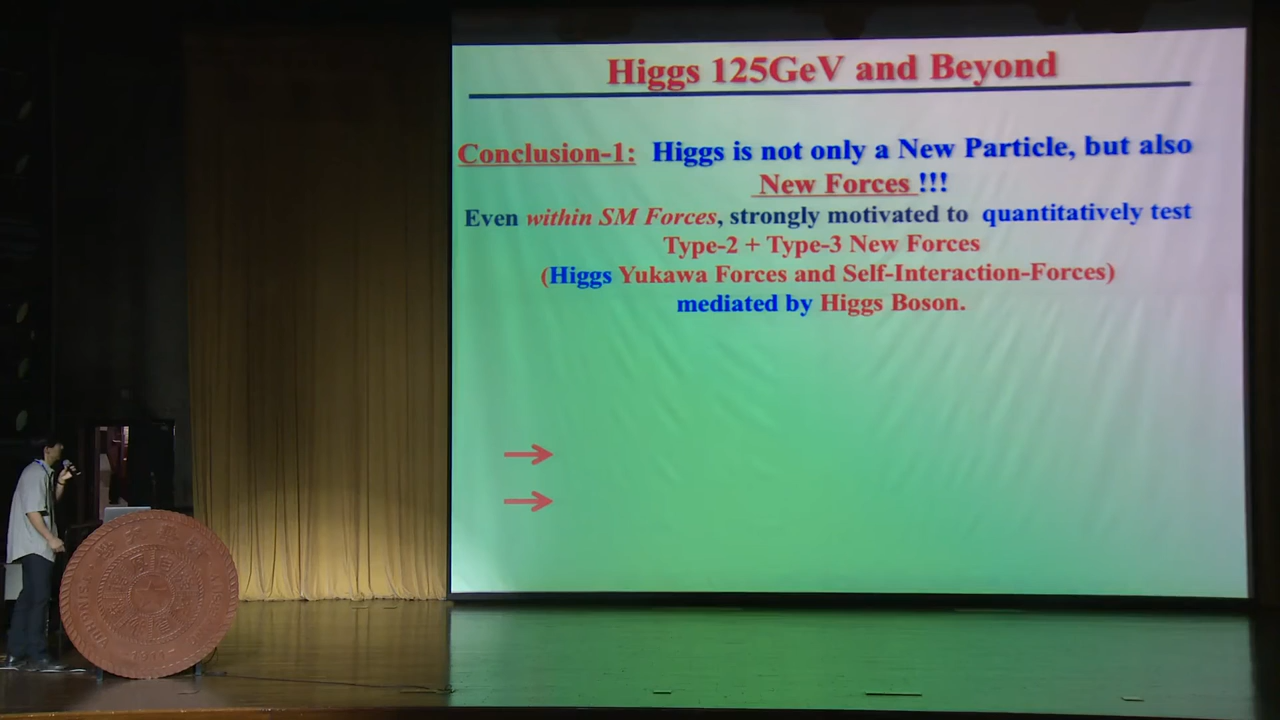 Higgs 125GeV and Beyond
Conclusion-1: Higgs is not only a New Particle, but also
New Forces !!!
Even within SM Forces, strongly motivated to quantitatively test
Type-2 + Type-3 New Forces
(Higgs Yukawa Forces and Self-Interaction-Forces)
mediated by Higgs Boson.
1911